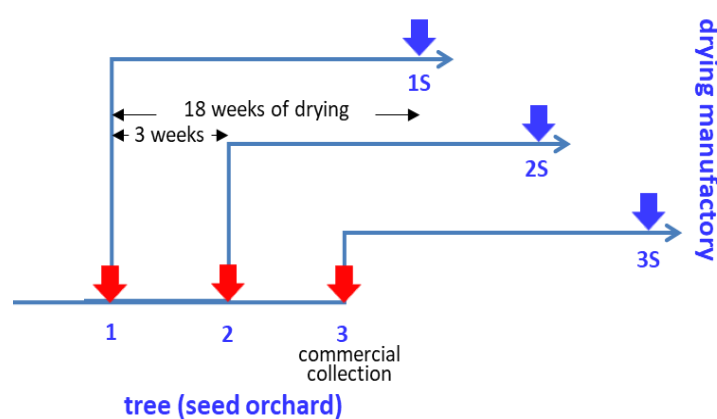 1S
18 weeks of drying
3 weeks
2S
3S
drying manufactory
1
2
3
commercial
collection
tree (seed orchard)